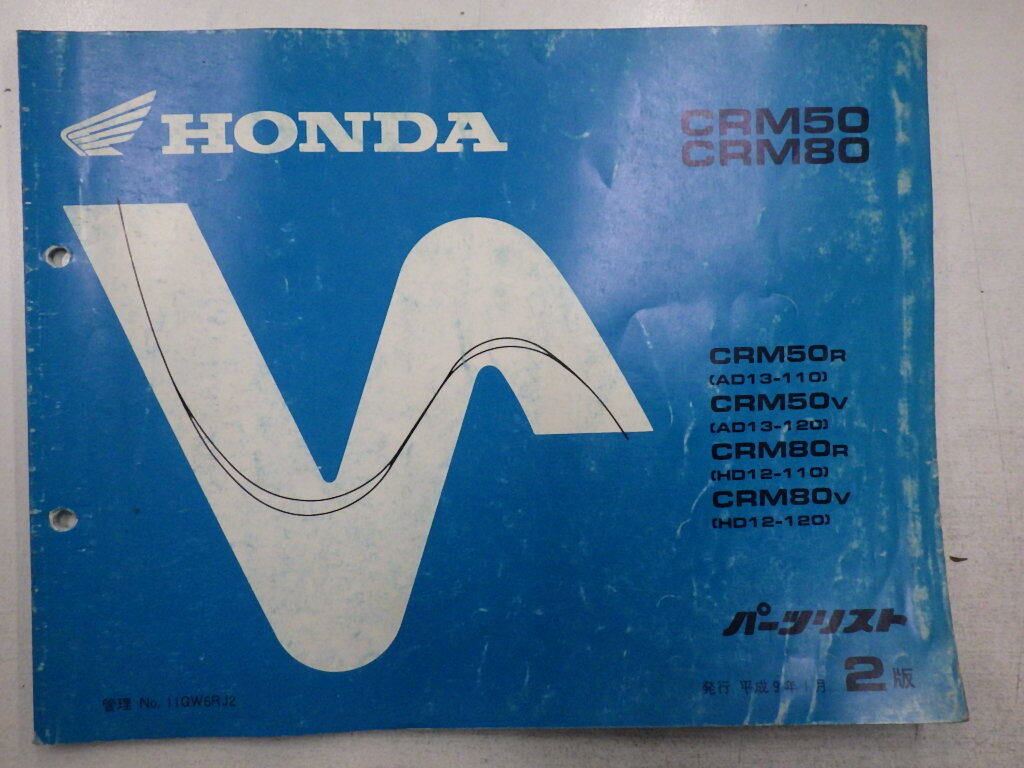 HONDA
CRM50
CRM80
CRM50R
(AD13-110)
CRM50V
(AD13-120)
CRM80R
(HD12-110)
CRM80V
(HD12-120)
パーツリスト
発行 平成9年1月 2版
管理 No. 11GW6RJ2